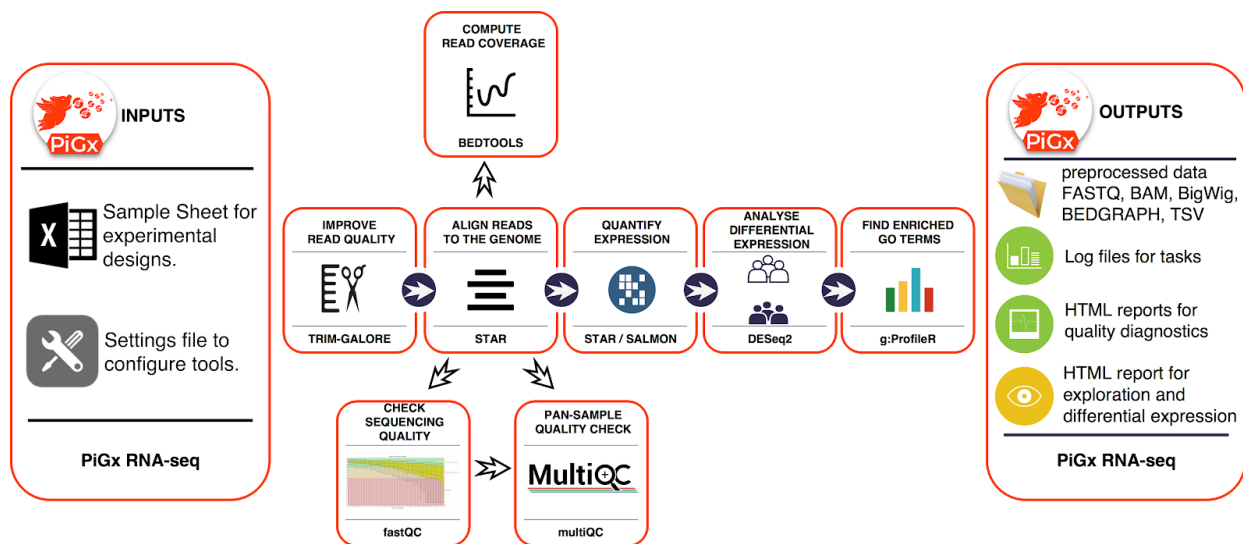 PiGx
INPUTS
Sample Sheet for
experimental
designs.
X
Settings file to
configure tools.
PiGx RNA-seq
COMPUTE
READ COVERAGE
BEDTOOLS
IMPROVE
READ QUALITY
TRIM-GALORE
ALIGN READS
TO THE GENOME
STAR
QUANTIFY
EXPRESSION
STAR / SALMON
ANALYSE
DIFFERENTIAL
EXPRESSION
DESeq2
FIND ENRICHED
GO TERMS
g:ProfileR
CHECK
SEQUENCING
QUALITY
fastQC
PAN-SAMPLE
QUALITY CHECK
MultiQC
multiQC
PiGx
OUTPUTS
preprocessed data
FASTQ, BAM, BigWig,
BEDGRAPH, TSV
Log files for tasks
HTML reports for
quality diagnostics
HTML report for
exploration and
differential expression
PiGx RNA-seq